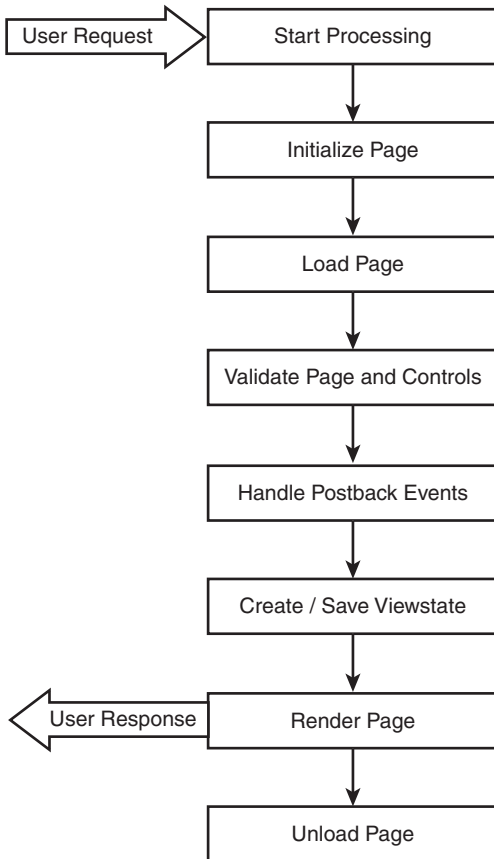 User Request
Start Processing
Initialize Page
Load Page
Validate Page and Controls
Handle Postback Events
Create / Save Viewstate
User Response
Render Page
Unload Page